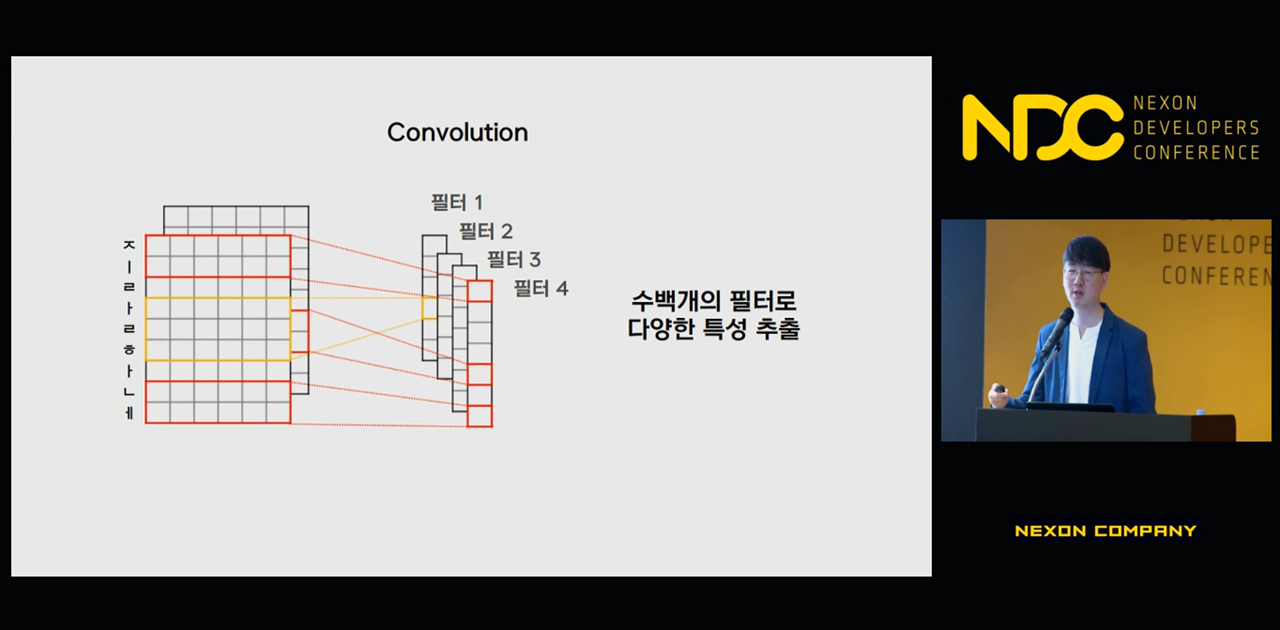 Convolution
필터 1
필터 2
필터 3
필터 4
ㅈ
ㅣ
ㄹ
ㅏ
ㄹ
ㅎ
ㅏ
ㄴ
ㅔ
수백개의 필터로
다양한 특성 추출
NDC
NEXON
DEVELOPERS
CONFERENCE
DEVELOPE
CONFEREN
NEXON COMPANY